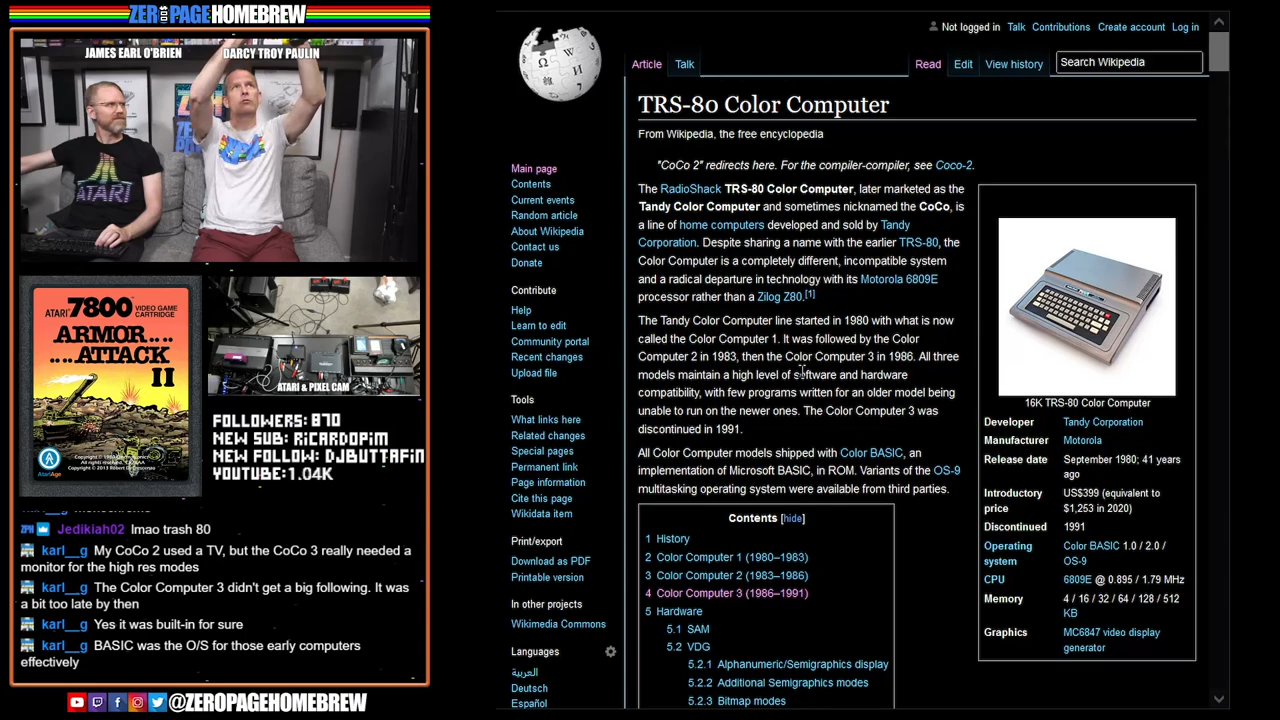 ZEROPAGEHOMEBREW
JAMES EARL O'BRIEN
DARCY TROY PAULIN
ATARI
ATARI 7800 VIDEO GAME CARTRIDGE
ARMOR..
..ATTACK
II
AtariAge
ATARI & PIXEL CAM
FOLLOWERS: 870
NEW SUB: RICARDOPIM
NEW FOLLOW: DJBUTTAFIN
YOUTUBE: 1.04K
Jedikiah02 lmao trash 80
karl__g My CoCo 2 used a TV, but the CoCo 3 really needed a
monitor for the high res modes
karl__g The Color Computer 3 didn't get a big following. It was
a bit too late by then
karl__g Yes it was built-in for sure
karl__g BASIC was the O/S for those early computers
effectively
@ZEROPAGEHOMEBREW
Not logged in Talk Contributions Create account Log in
Article Talk Read Edit View history Search Wikipedia
Main page
Contents
Current events
Random article
About Wikipedia
Contact us
Donate
Contribute
Help
Learn to edit
Community portal
Recent changes
Upload file
Tools
What links here
Related changes
Special pages
Permanent link
Page information
Cite this page
Wikidata item
Print/export
Download as PDF
Printable version
In other projects
Wikimedia Commons
Languages
العربية
Deutsch
Español
TRS-80 Color Computer
From Wikipedia, the free encyclopedia
"CoCo 2" redirects here. For the compiler-compiler, see Coco-2.
The RadioShack TRS-80 Color Computer, later marketed as the
Tandy Color Computer and sometimes nicknamed the CoCo, is
a line of home computers developed and sold by Tandy
Corporation. Despite sharing a name with the earlier TRS-80, the
Color Computer is a completely different, incompatible system
and a radical departure in technology with its Motorola 6809E
processor rather than a Zilog Z80.[1]
The Tandy Color Computer line started in 1980 with what is now
called the Color Computer 1. It was followed by the Color
Computer 2 in 1983, then the Color Computer 3 in 1986. All three
models maintain a high level of software and hardware
compatibility, with few programs written for an older model being
unable to run on the newer ones. The Color Computer 3 was
discontinued in 1991.
All Color Computer models shipped with Color BASIC, an
implementation of Microsoft BASIC, in ROM. Variants of the OS-9
multitasking operating system were available from third parties.
Contents [hide]
1 History
2 Color Computer 1 (1980–1983)
3 Color Computer 2 (1983–1986)
4 Color Computer 3 (1986–1991)
5 Hardware
5.1 SAM
5.2 VDG
5.2.1 Alphanumeric/Semigraphics display
5.2.2 Additional Semigraphics modes
5.2.3 Bitmap modes
16K TRS-80 Color Computer
Developer Tandy Corporation
Manufacturer Motorola
Release date September 1980; 41 years
ago
Introductory price US$399 (equivalent to
$1,253 in 2020)
Discontinued 1991
Operating system Color BASIC 1.0 / 2.0 /
OS-9
CPU 6809E @ 0.895 / 1.79 MHz
Memory 4 / 16 / 32 / 64 / 128 / 512
KB
Graphics MC6847 video display
generator